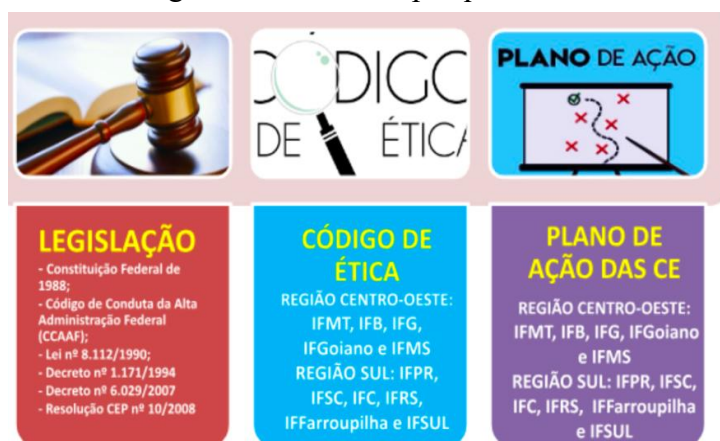 CÓDIGO
DE ÉTICA
PLANO DE AÇÃO
LEGISLAÇÃO
- Constituição Federal de
1988;
- Código de Conduta da Alta
Administração Federal
(CCAAF);
- Lei nº 8.112/1990;
- Decreto nº 1.171/1994
- Decreto nº 6.029/2007
- Resolução CEP nº 10/2008
CÓDIGO DE
ÉTICA
REGIÃO CENTRO-OESTE:
IFMT, IFB, IFG,
IFGoiano e IFMS
REGIÃO SUL: IFPR,
IFSC, IFC, IFRS,
IFFarroupilha e IFSUL
PLANO DE
AÇÃO DAS CE
REGIÃO CENTRO-OESTE:
IFMT, IFB, IFG, IFGoiano
e IFMS
REGIÃO SUL: IFPR, IFSC,
IFC, IFRS, IFFarroupilha
e IFSUL